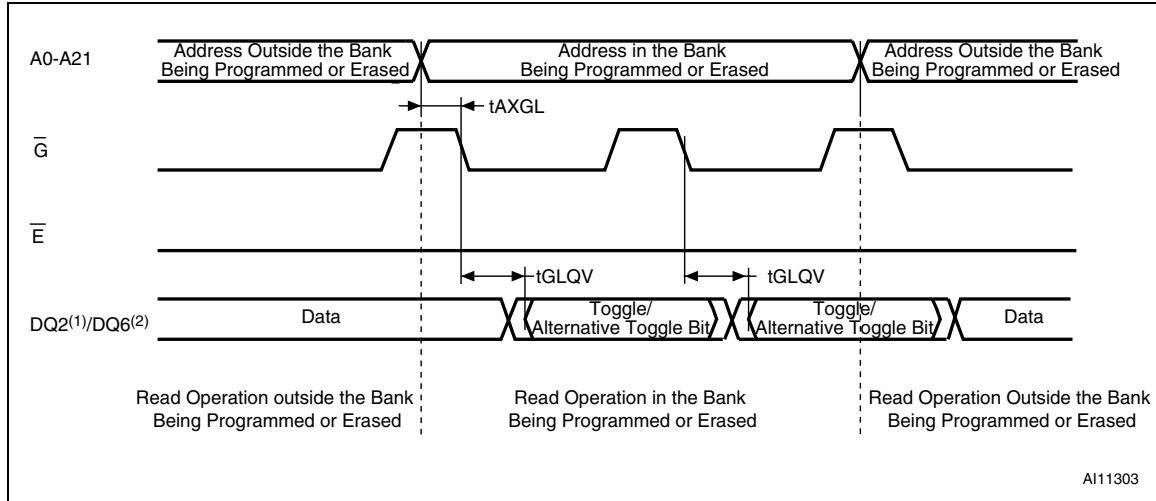 A0-A21
Address Outside the Bank
Being Programmed or Erased
Address in the Bank
Being Programmed or Erased
Address Outside the Bank
Being Programmed or Erased
tAXGL
G
E
tGLQV
tGLQV
DQ2(1)/DQ6(2)
Data
Toggle/
Alternative Toggle Bit
Toggle/
Alternative Toggle Bit
Data
Read Operation outside the Bank
Being Programmed or Erased
Read Operation in the Bank
Being Programmed or Erased
Read Operation Outside the Bank
Being Programmed or Erased
AI11303